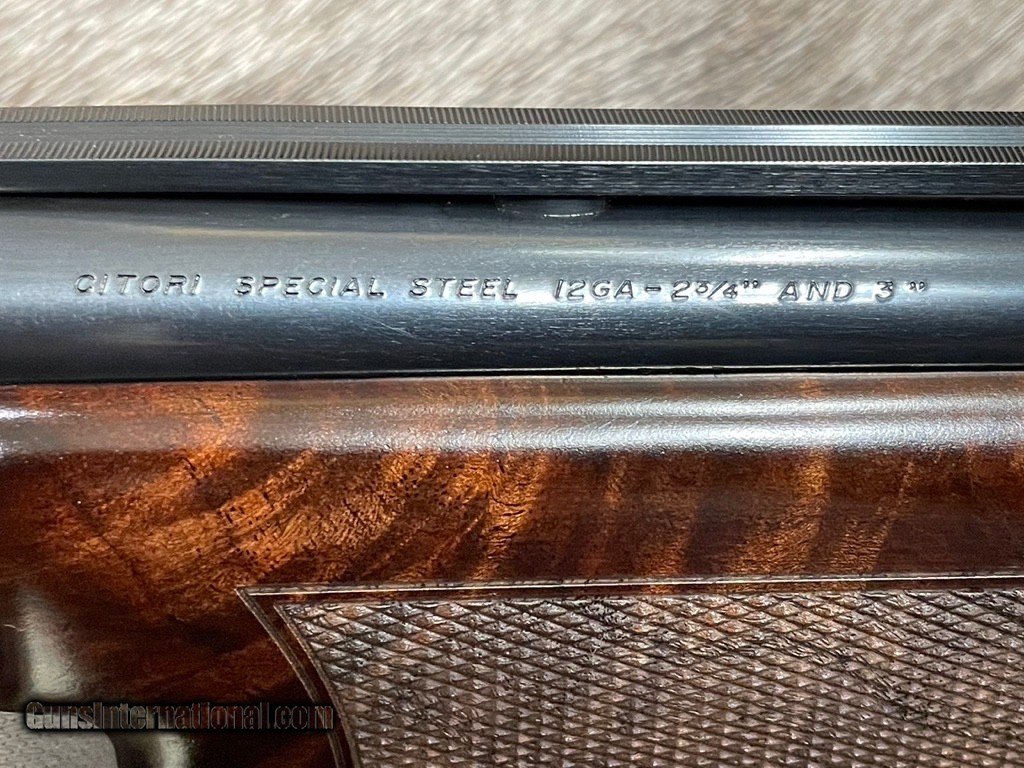 CITORI SPECIAL STEEL 12GA-2¾" AND 3"
GunsInternational.com